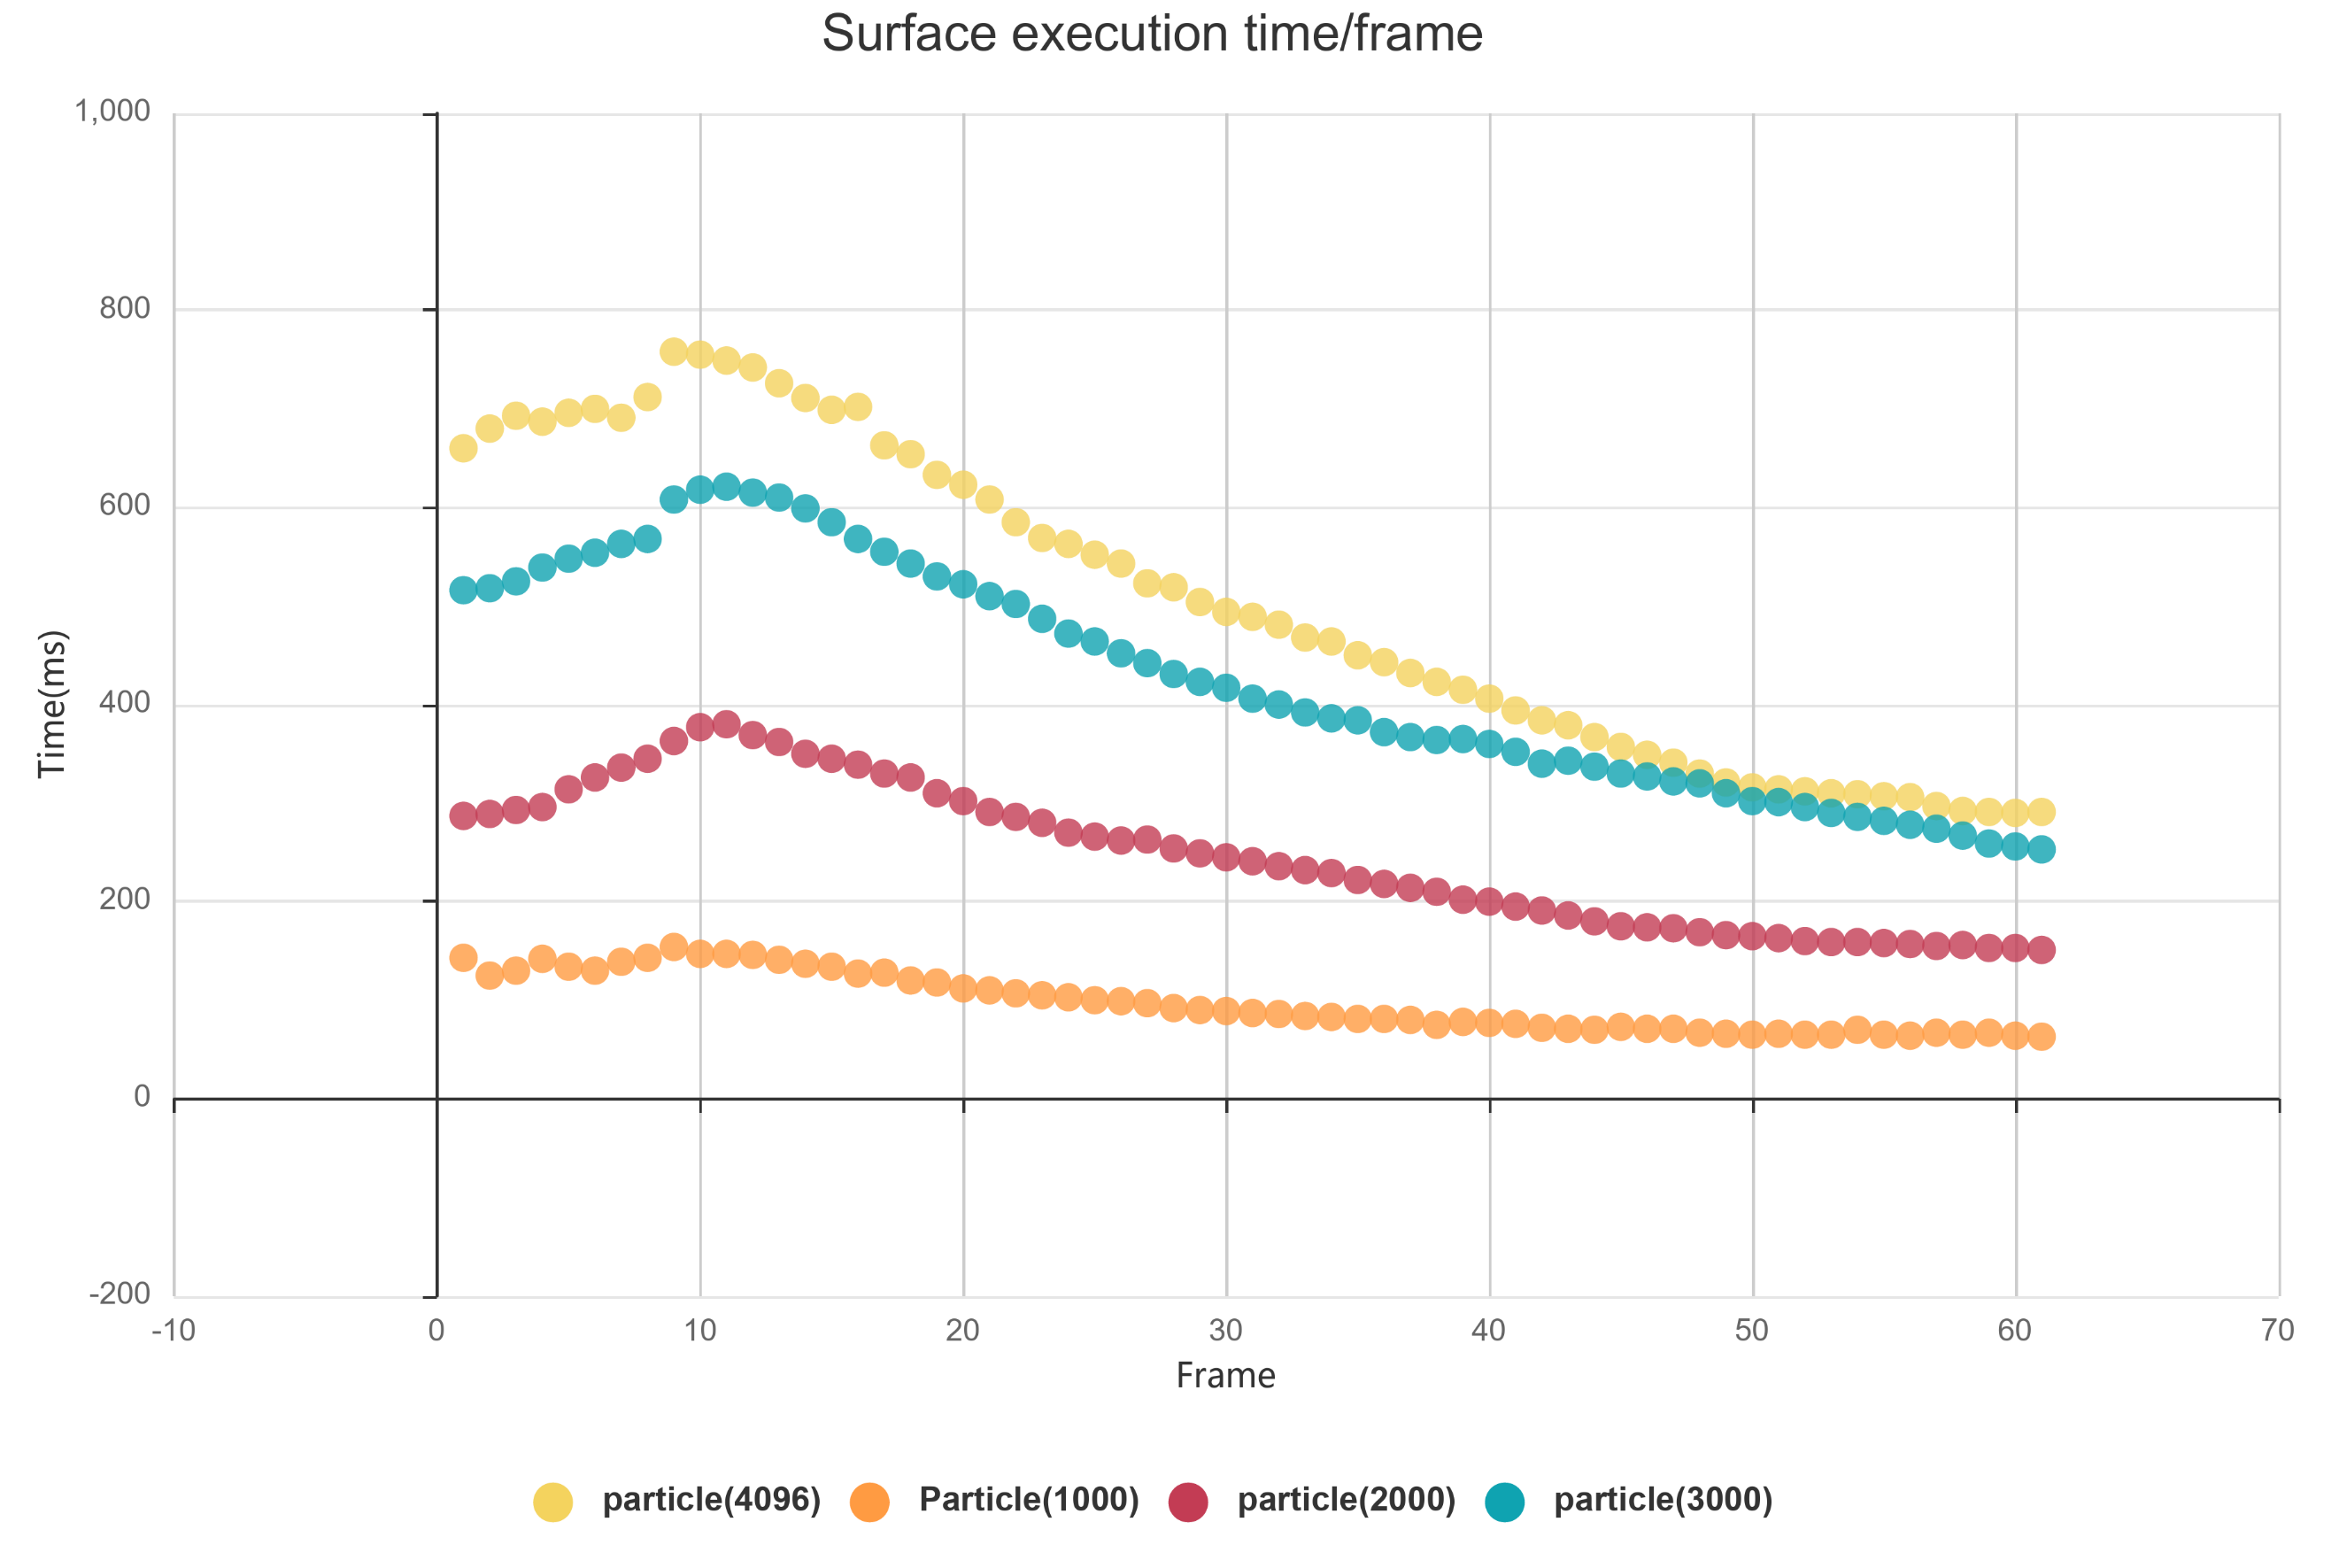 Surface execution time/frame
1,000
800
600
400
200
0
-200
Time(ms)
-10 0 10 20 30 40 50 60 70
Frame
particle(4096) Particle(1000) particle(2000) particle(3000)